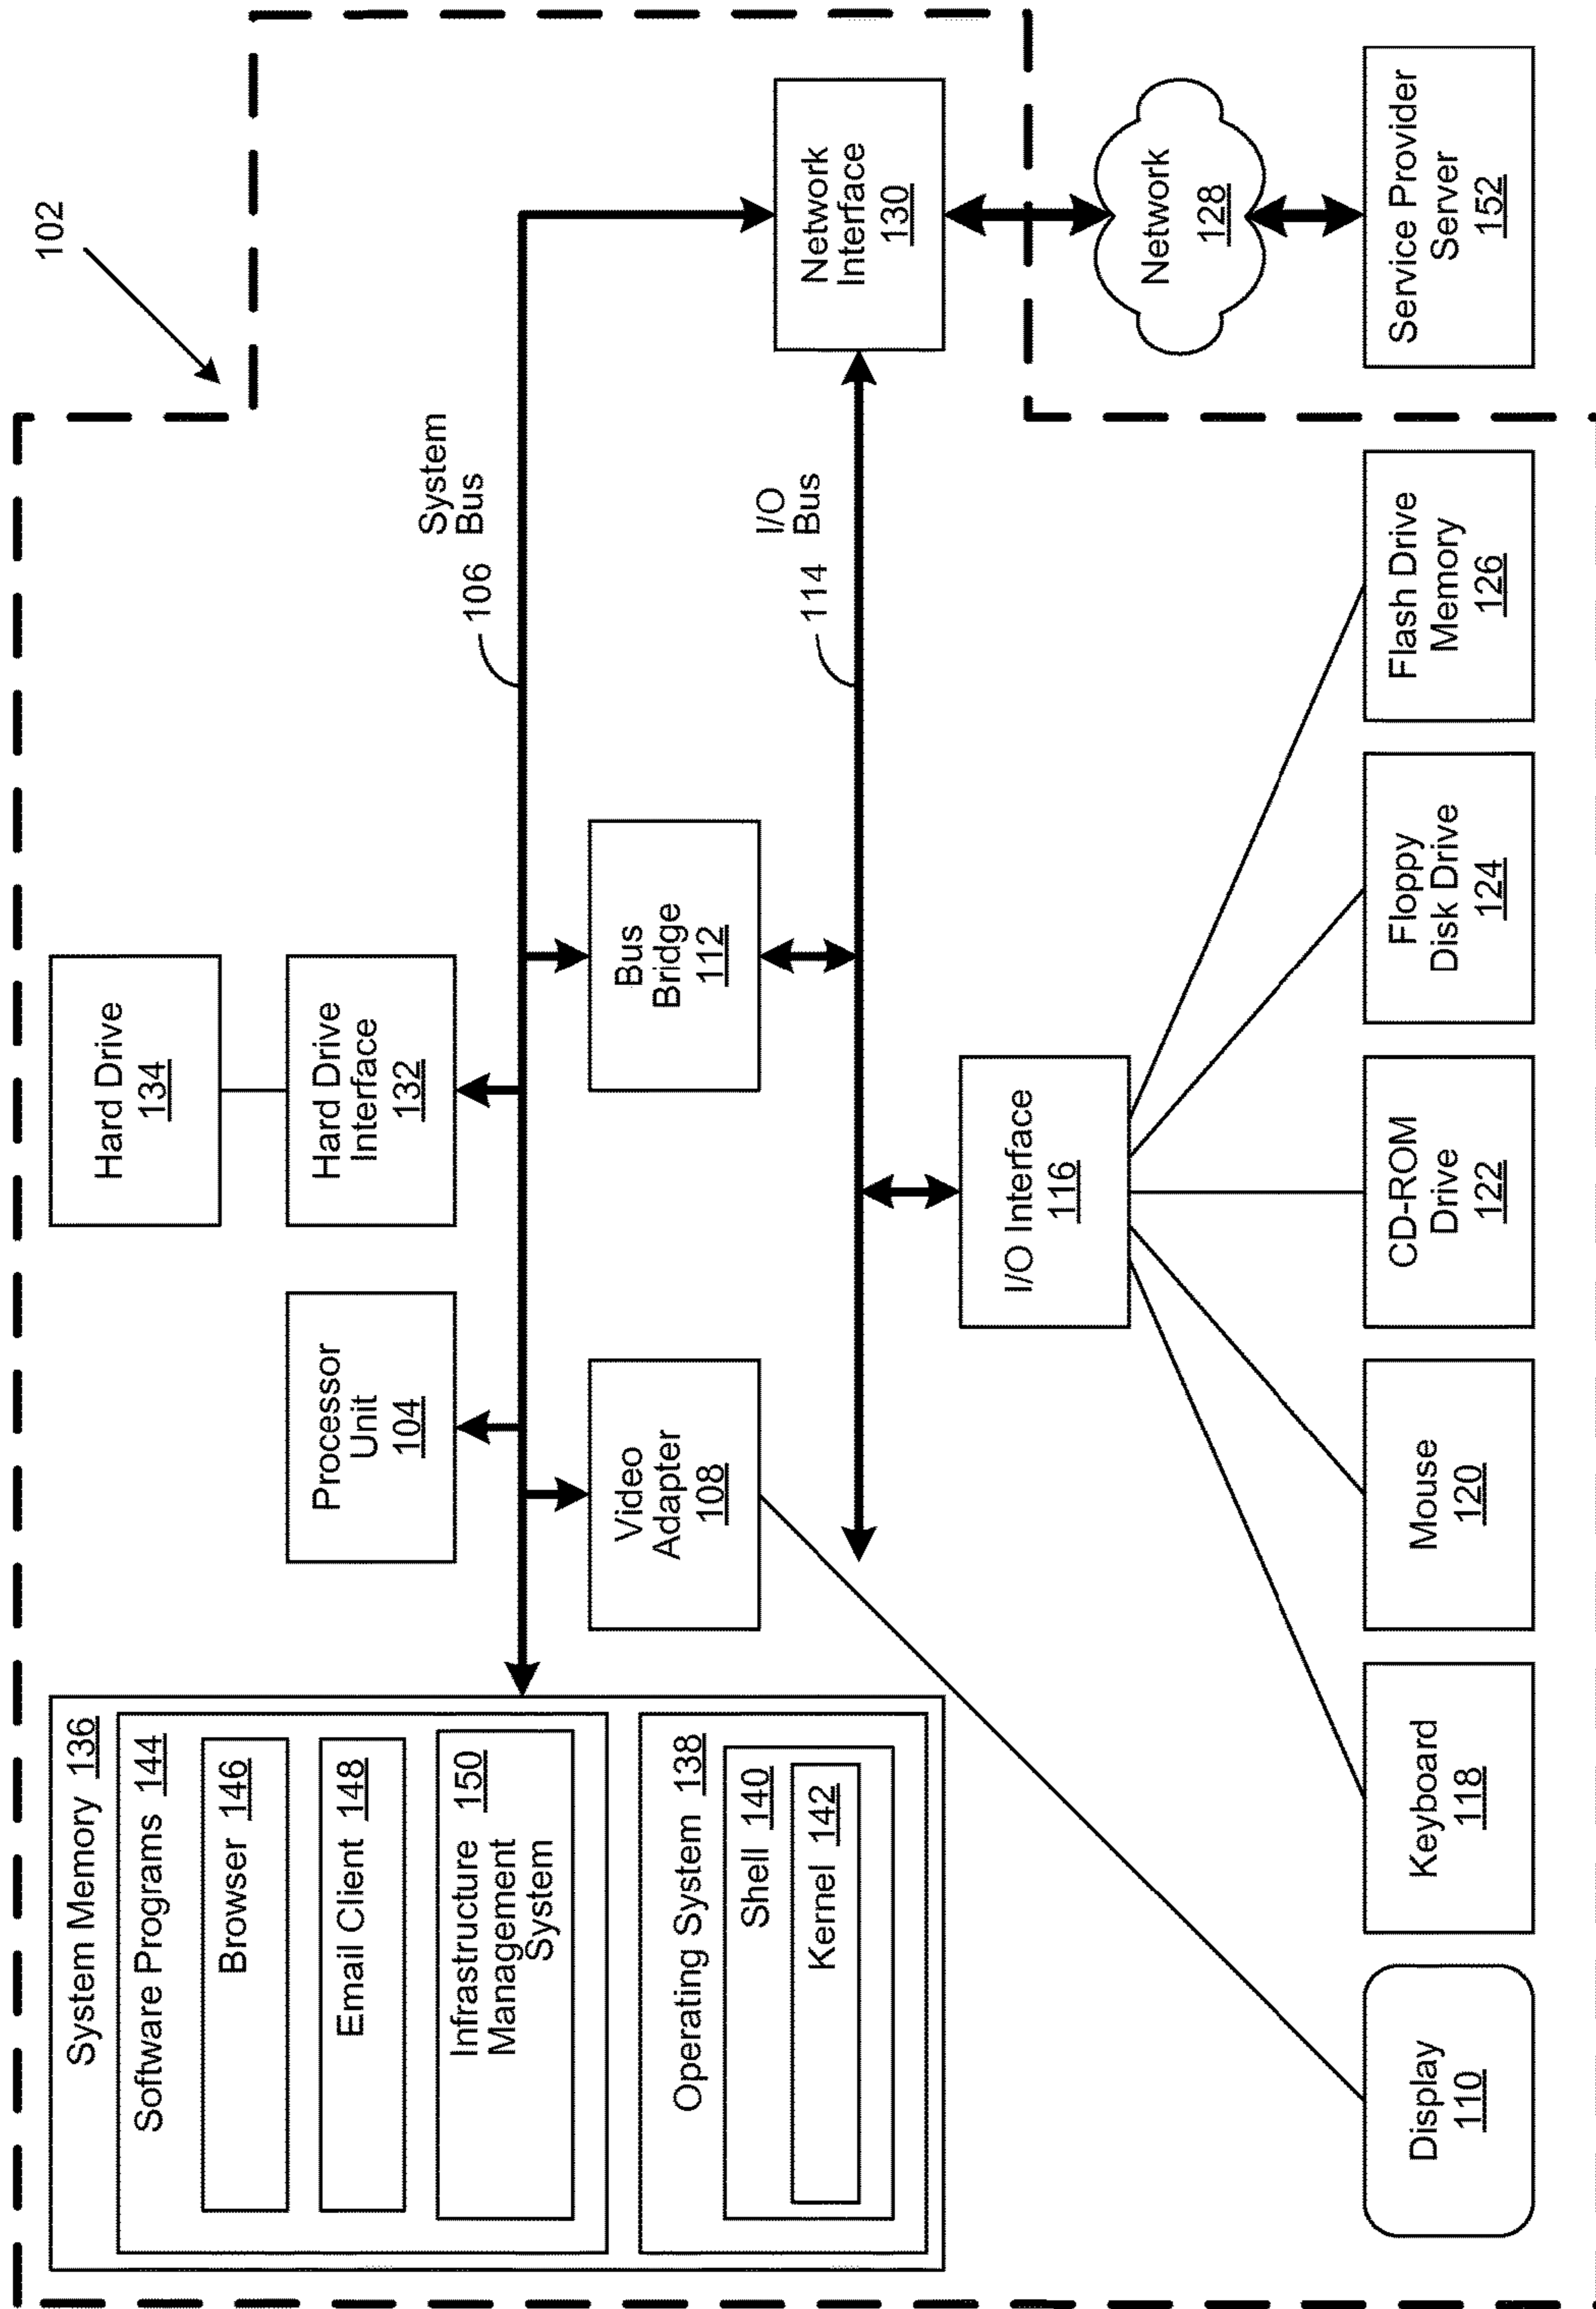 102
System Memory 136
Software Programs 144
Browser 146
Email Client 148
Infrastructure 150
Management
System
Operating System 138
Shell 140
Kernel 142
Hard Drive
134
Processor
Unit
104
Hard Drive
Interface
132
System
Bus
106
Video
Adapter
108
Bus
Bridge
112
I/O
Bus
114
Network
Interface
130
I/O Interface
116
Network
128
Display
110
Keyboard
118
Mouse
120
CD-ROM
Drive
122
Floppy
Disk Drive
124
Flash Drive
Memory
126
Service Provider
Server
152